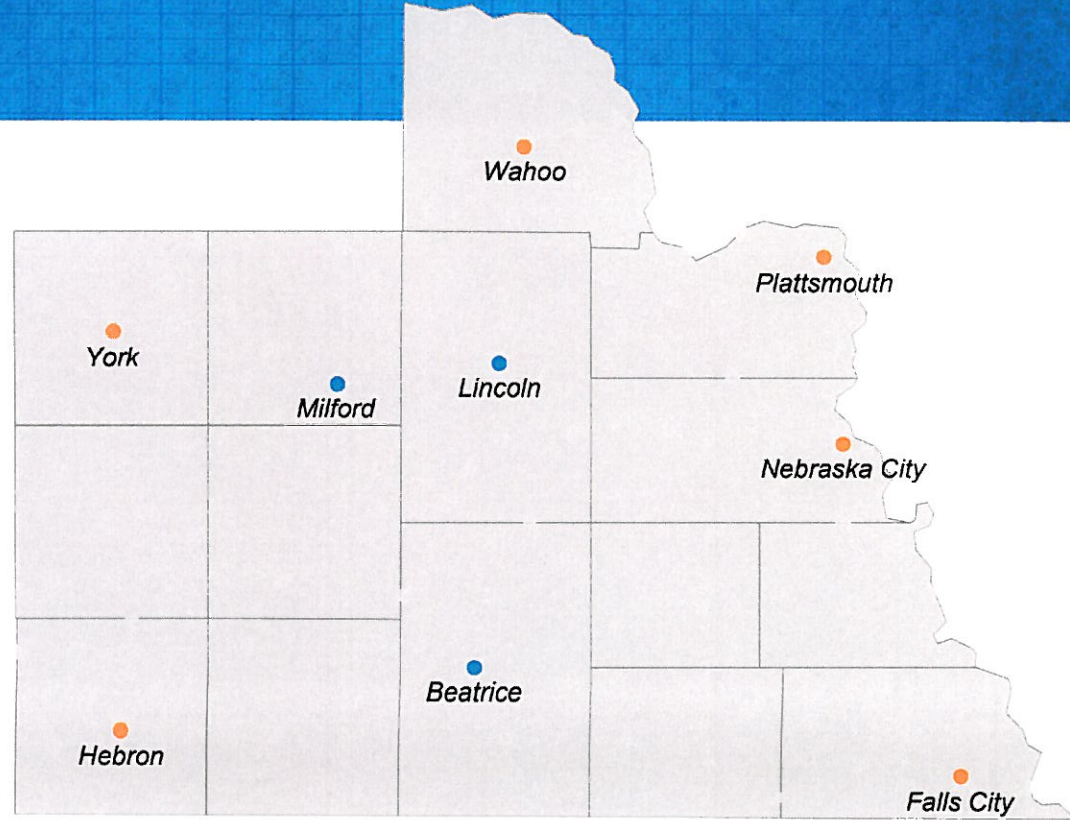 Wahoo
Plattsmouth
York
Lincoln
Milford
Nebraska City
Beatrice
Hebron
Falls City